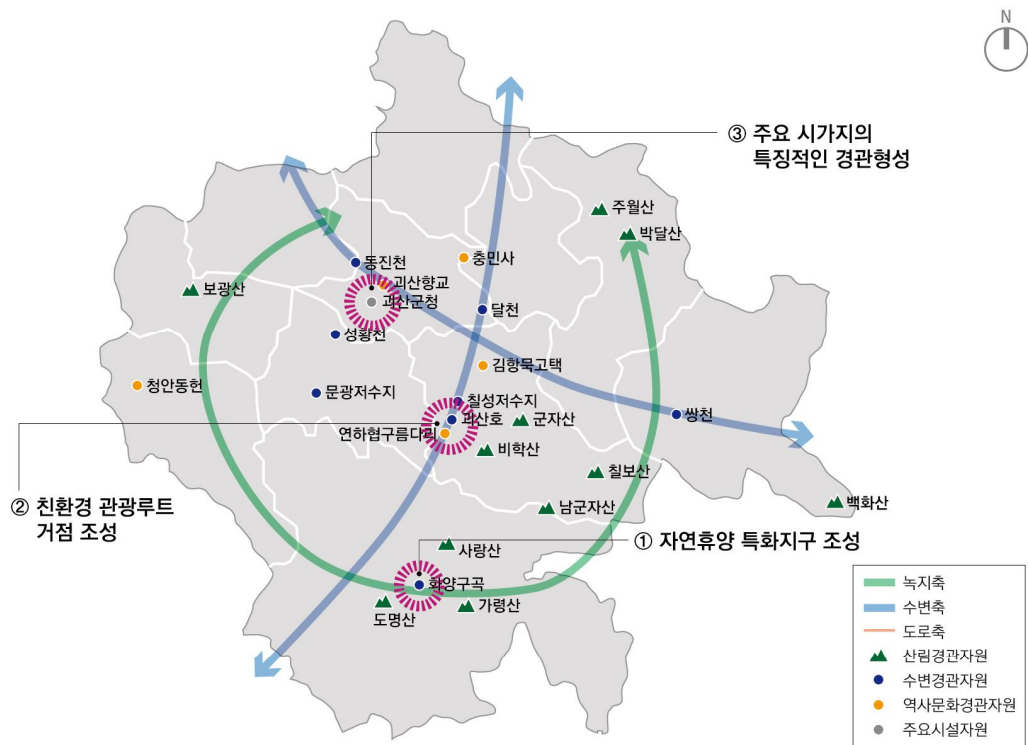 N
③ 주요 시가지의
특징적인 경관형성
주월산
박달산
충민사
동진천
괴산향교
보광산
괴산군청
달천
성황천
김항묵고택
청안동헌
문광저수지
칠성저수지
괴산호
군자산
쌍천
연하협구름다리
비학산
칠보산
② 친환경 관광루트
거점 조성
남군자산
백화산
① 자연휴양 특화지구 조성
사랑산
화양구곡
도명산
가령산
녹지축
수변축
도로축
산림경관자원
수변경관자원
역사문화경관자원
주요시설자원